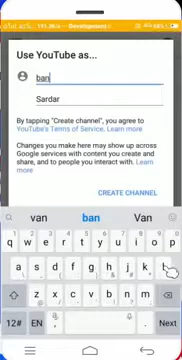 Development
Use YouTube as...
ban
Sardar
By tapping "Create channel", you agree to
YouTube's Terms of Service. Learn more
Changes you make here may show up across
Google services with content you create and
share, and to people you interact with. Learn
more
CREATE CHANNEL
van ban Van
q w e r t y u i o p
a s d f g h j k l
z x c v b n m
12# EN , . Next